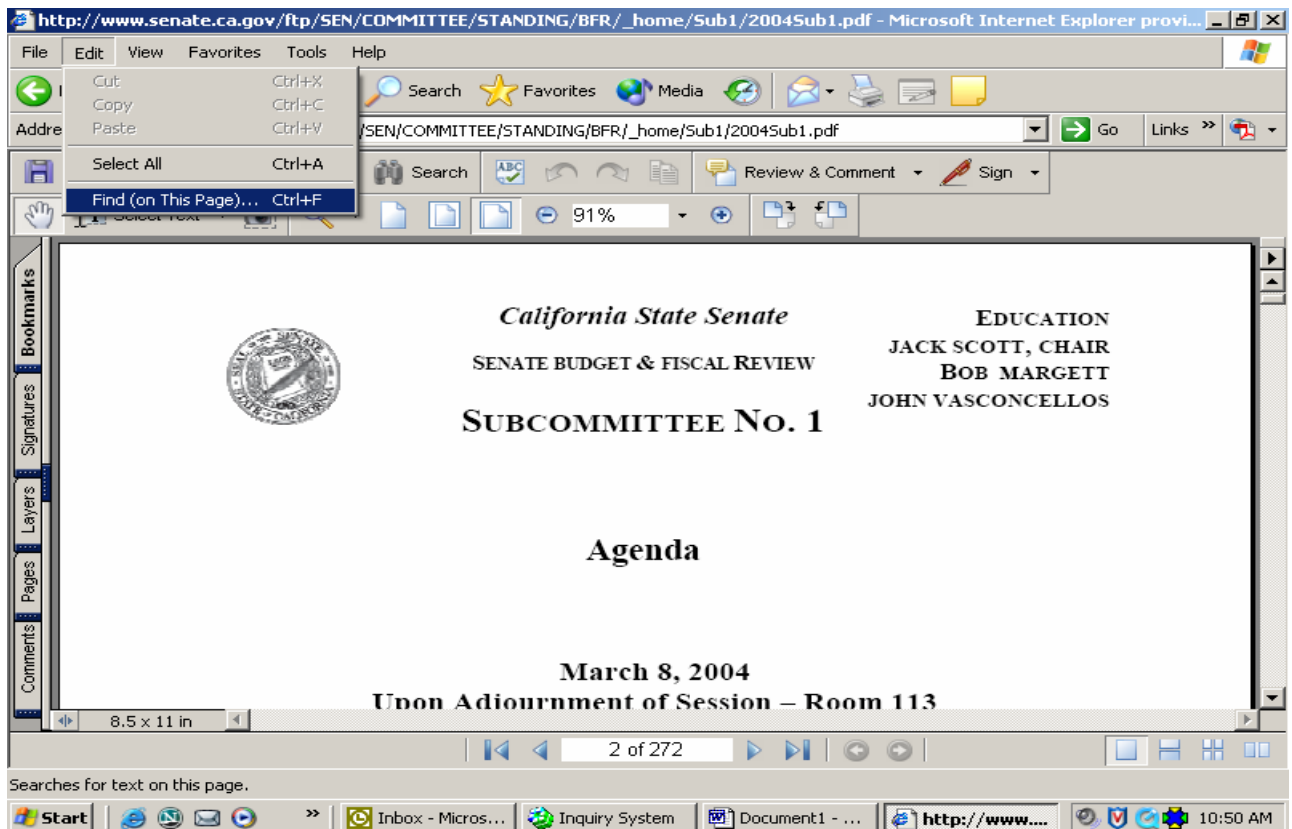 http://www.senate.ca.gov/ftp/SEN/COMMITTEE/STANDING/BFR/_home/Sub1/2004Sub1.pdf - Microsoft Internet Explorer provi...
File Edit View Favorites Tools Help
Cut Ctrl+X
Search Favorites Media
Copy Ctrl+C
Addre /SEN/COMMITTEE/STANDING/BFR/_home/Sub1/2004Sub1.pdf Go Links »
Paste Ctrl+V
Select All Ctrl+A
Search ABC Review & Comment Sign
Find (on This Page)... Ctrl+F
Select Text 91%
Bookmarks
Signatures
Layers
Pages
Comments
California State Senate
SENATE BUDGET & FISCAL REVIEW
SUBCOMMITTEE NO. 1
EDUCATION
JACK SCOTT, CHAIR
BOB MARGETT
JOHN VASCONCELLOS
Agenda
March 8, 2004
Upon Adjournment of Session – Room 113
8.5 x 11 in
2 of 272
Searches for text on this page.
Start » Inbox - Micros... Inquiry System Document1 - ... http://www.... 10:50 AM